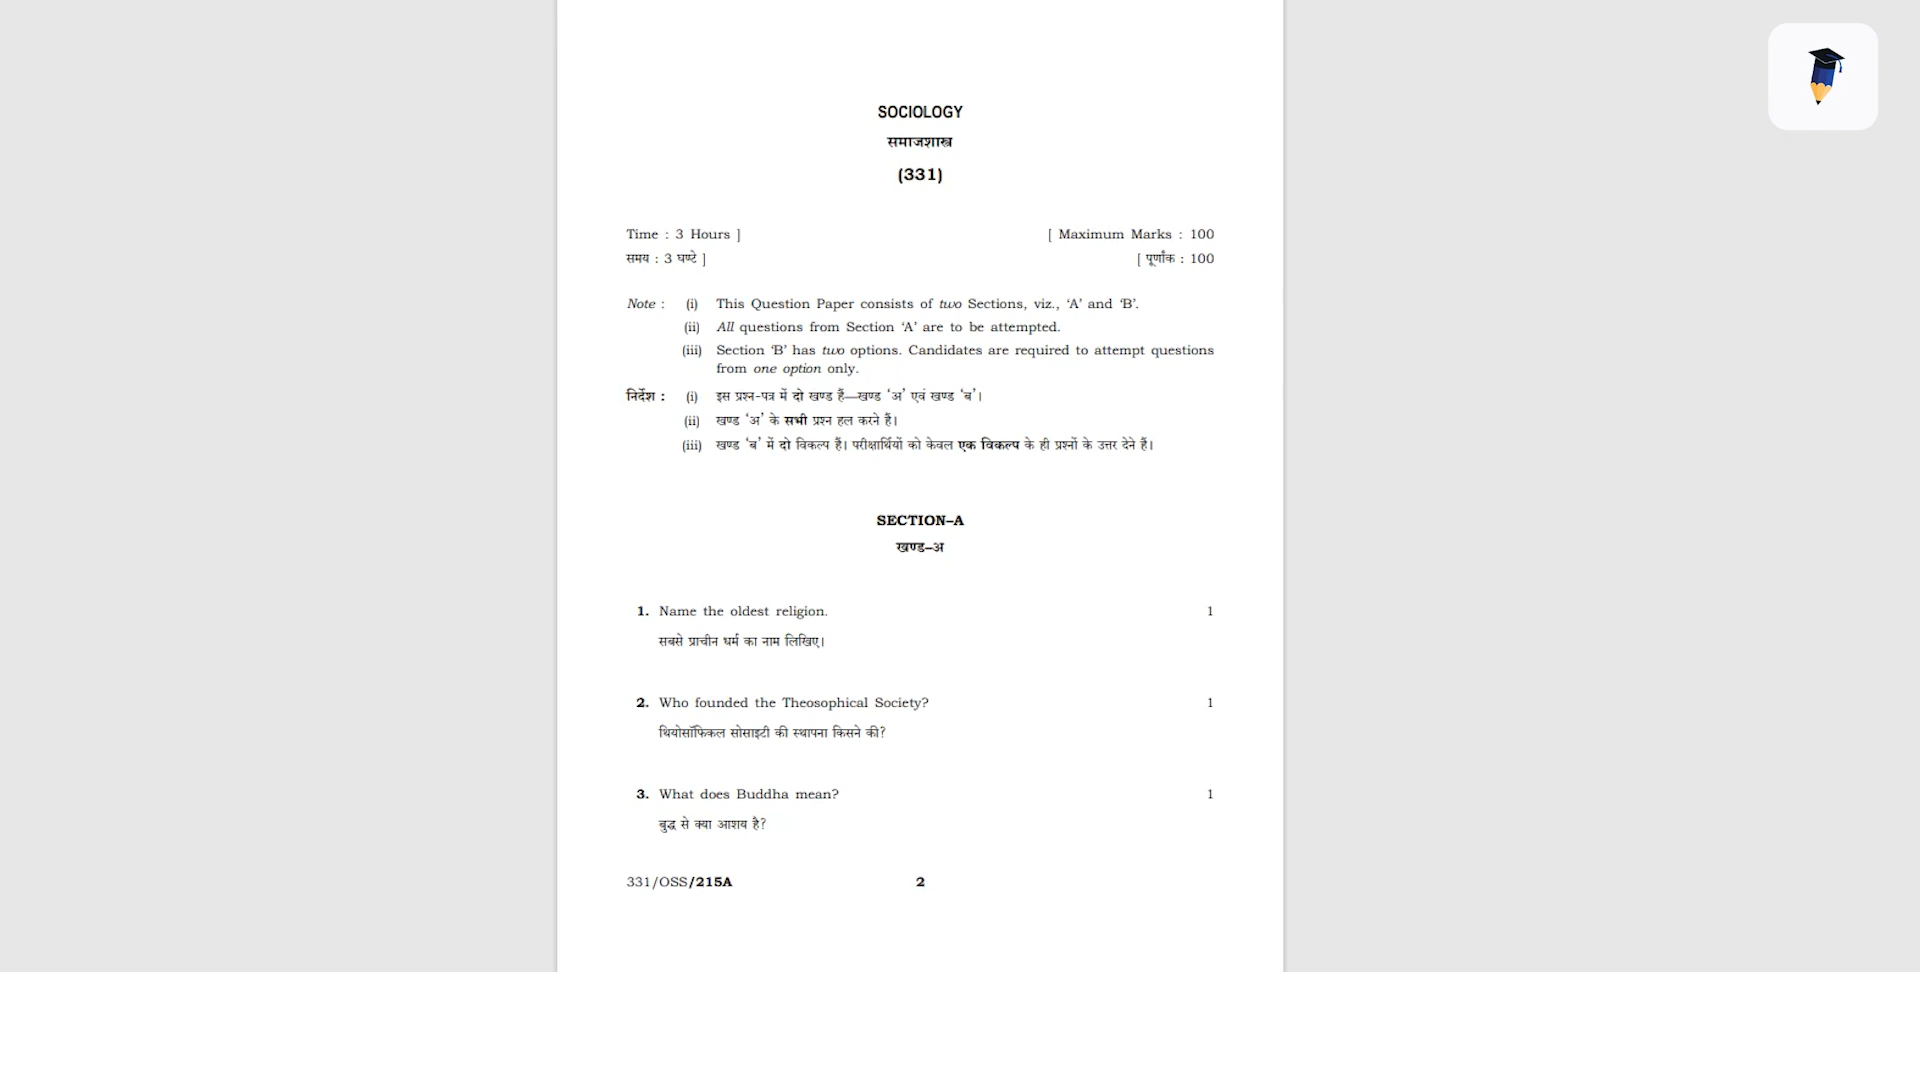 SOCIOLOGY
समाजशास्त्र
(331)
Time : 3 Hours ] [ Maximum Marks : 100
समय : 3 घण्टे ] [ पूर्णांक : 100
Note : (i) This Question Paper consists of two Sections, viz., ‘A’ and ‘B’.
(ii) All questions from Section ‘A’ are to be attempted.
(iii) Section ‘B’ has two options. Candidates are required to attempt questions
from one option only.
निर्देश : (i) इस प्रश्न-पत्र में दो खण्ड हैं—खण्ड ‘अ’ एवं खण्ड ‘ब’।
(ii) खण्ड ‘अ’ के सभी प्रश्न हल करने हैं।
(iii) खण्ड ‘ब’ में दो विकल्प हैं। परीक्षार्थियों को केवल एक विकल्प के ही प्रश्नों के उत्तर देने हैं।
SECTION–A
खण्ड–अ
1. Name the oldest religion. 1
सबसे प्राचीन धर्म का नाम लिखिए।
2. Who founded the Theosophical Society? 1
थियोसॉफिकल सोसाइटी की स्थापना किसने की?
3. What does Buddha mean? 1
बुद्ध से क्या आशय है?
331/OSS/215A 2